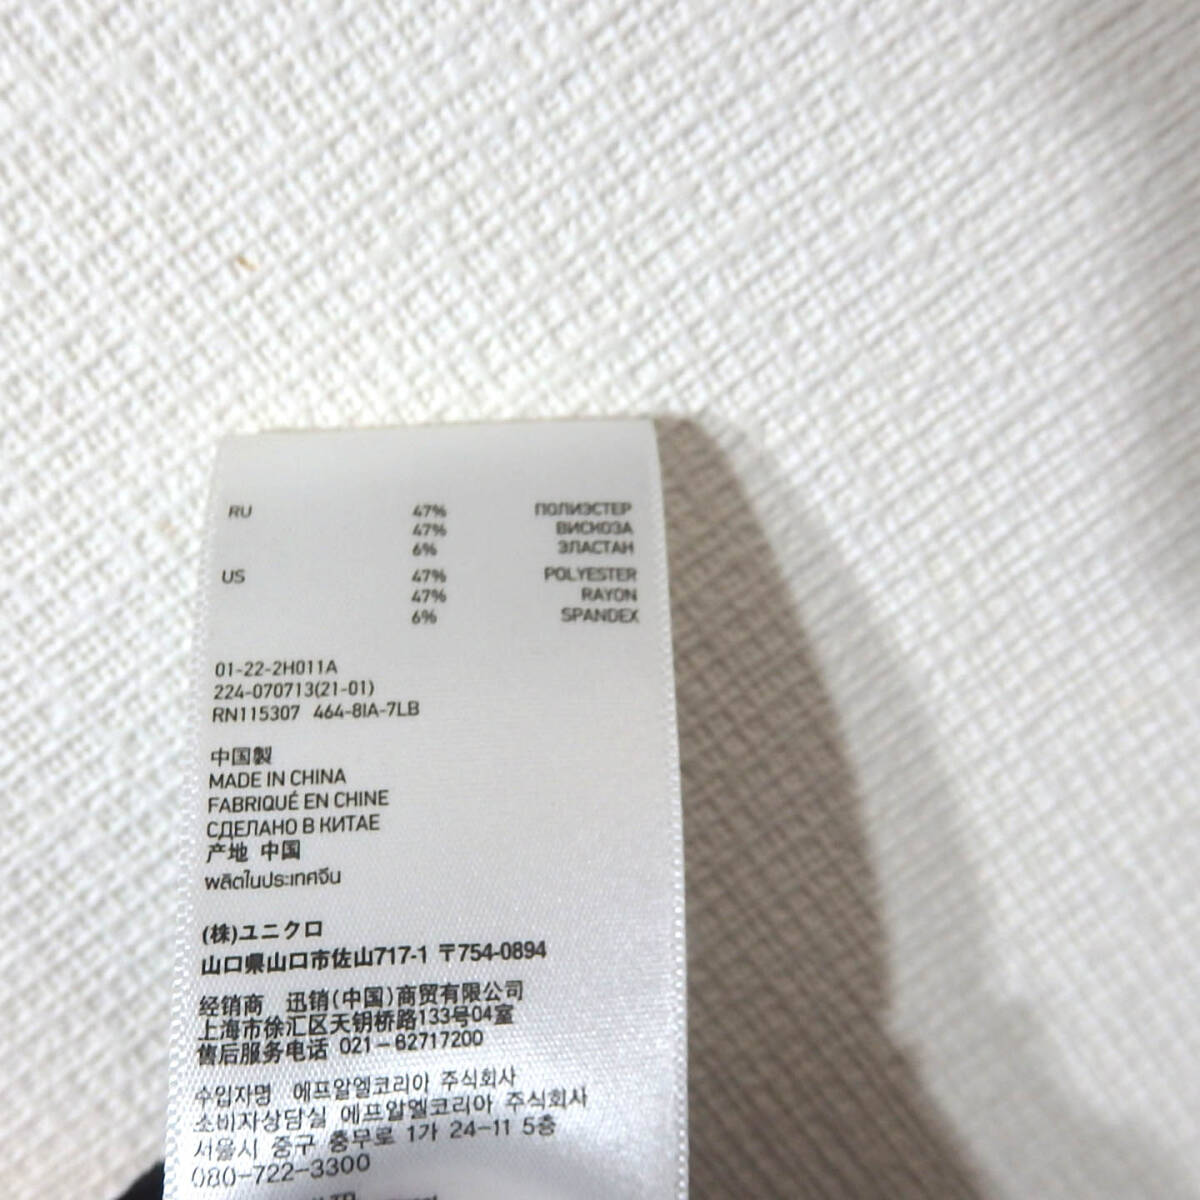 RU 47% ПОЛИЭСТЕР
47% ВИСКОЗА
6% ЭЛАСТАН
US 47% POLYESTER
47% RAYON
6% SPANDEX
01-22-2H011A
224-070713(21-01)
RN115307 464-8IA-7LB
中国製
MADE IN CHINA
FABRIQUÉ EN CHINE
СДЕЛАНО В КИТАЕ
产地 中国
ผลิตในประเทศจีน
(株)ユニクロ
山口県山口市佐山717-1 〒754-0894
经销商 迅销(中国)商贸有限公司
上海市徐汇区天钥桥路133号04室
售后服务电话 021-62717200
수입자명 에프알엘코리아 주식회사
소비자상담실 에프알엘코리아 주식회사
서울시 중구 충무로 1가 24-11 5층
080-722-3300